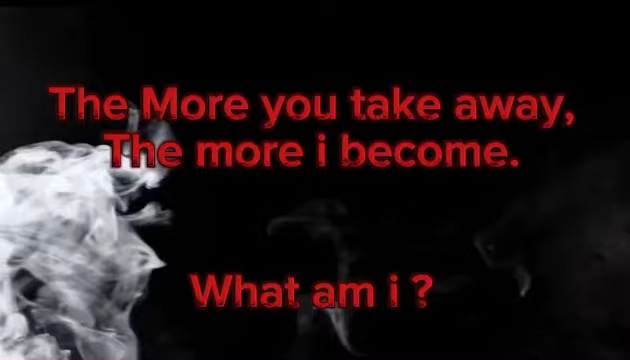 The More you take away,
The more i become.
What am i ?